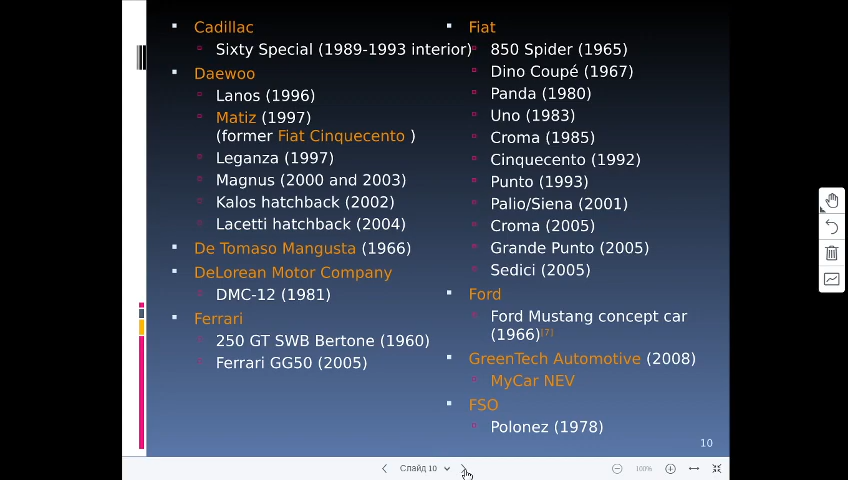 Cadillac
Sixty Special (1989-1993 interior)
Daewoo
Lanos (1996)
Matiz (1997)
(former Fiat Cinquecento )
Leganza (1997)
Magnus (2000 and 2003)
Kalos hatchback (2002)
Lacetti hatchback (2004)
De Tomaso Mangusta (1966)
DeLorean Motor Company
DMC-12 (1981)
Ferrari
250 GT SWB Bertone (1960)
Ferrari GG50 (2005)
Fiat
850 Spider (1965)
Dino Coupé (1967)
Panda (1980)
Uno (1983)
Croma (1985)
Cinquecento (1992)
Punto (1993)
Palio/Siena (2001)
Croma (2005)
Grande Punto (2005)
Sedici (2005)
Ford
Ford Mustang concept car
(1966)[7]
GreenTech Automotive (2008)
MyCar NEV
FSO
Polonez (1978)
10
Слайд 10
100%